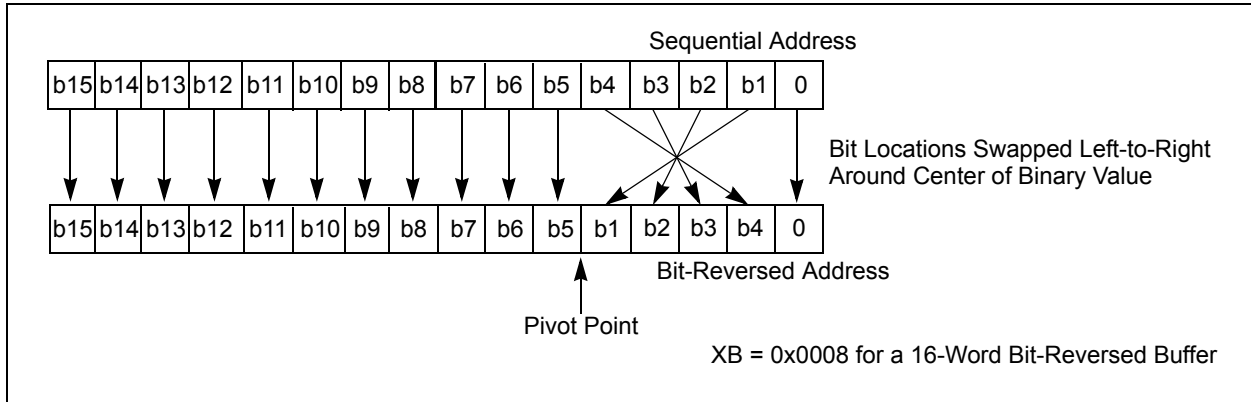 Sequential Address
b15 b14 b13 b12 b11 b10 b9 b8 b7 b6 b5 b4 b3 b2 b1 0
Bit Locations Swapped Left-to-Right
Around Center of Binary Value
b15 b14 b13 b12 b11 b10 b9 b8 b7 b6 b5 b1 b2 b3 b4 0
Bit-Reversed Address
Pivot Point
XB = 0x0008 for a 16-Word Bit-Reversed Buffer